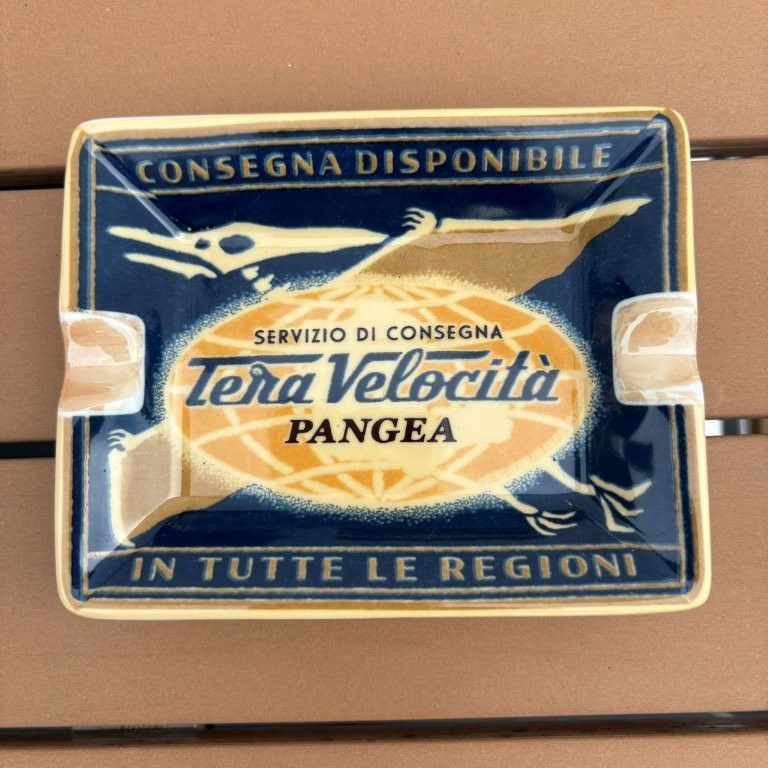 CONSEGNA DISPONIBILE
SERVIZIO DI CONSEGNA
Tera Velocità
PANGEA
IN TUTTE LE REGIONI